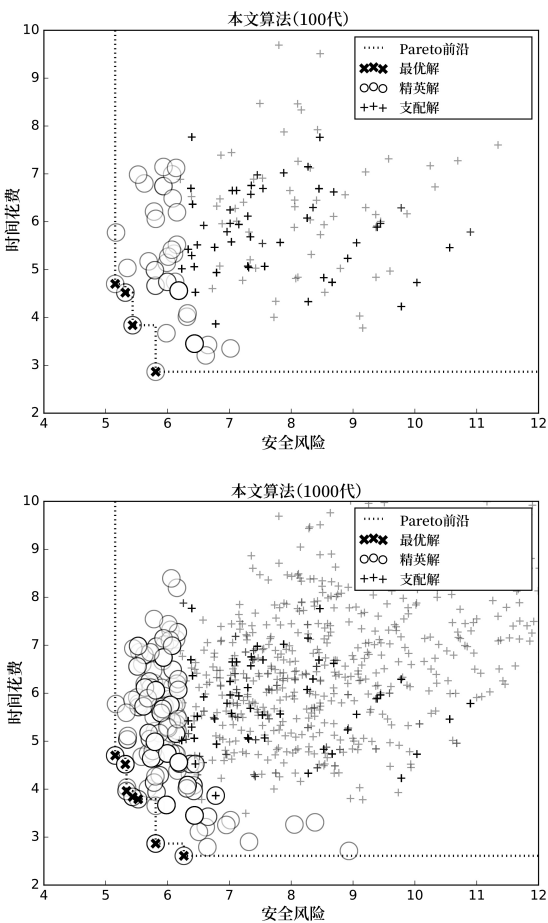 本文算法(100代)
10
9
8
7
6
5
4
3
2
时间花费
Pareto前沿
最优解
精英解
支配解
4 5 6 7 8 9 10 11 12
安全风险
本文算法(1000代)
10
9
8
7
6
5
4
3
2
时间花费
Pareto前沿
最优解
精英解
支配解
4 5 6 7 8 9 10 11 12
安全风险